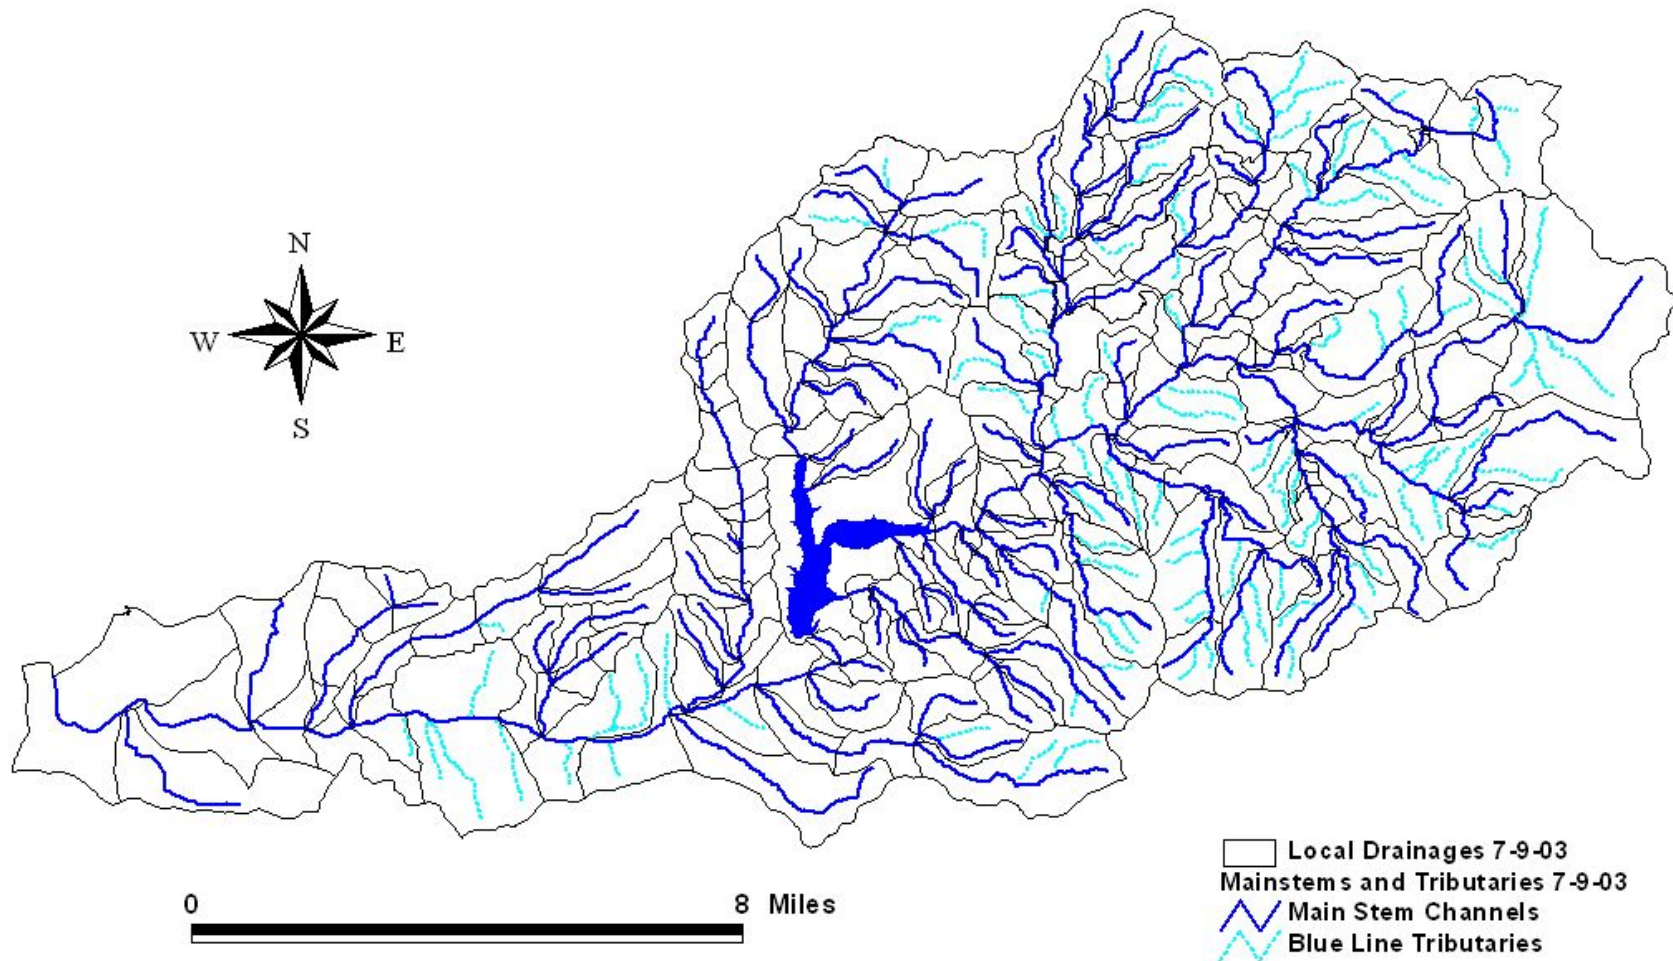 N
W E
S
0 8 Miles
Local Drainages 7-9-03
Mainstems and Tributaries 7-9-03
Main Stem Channels
Blue Line Tributaries